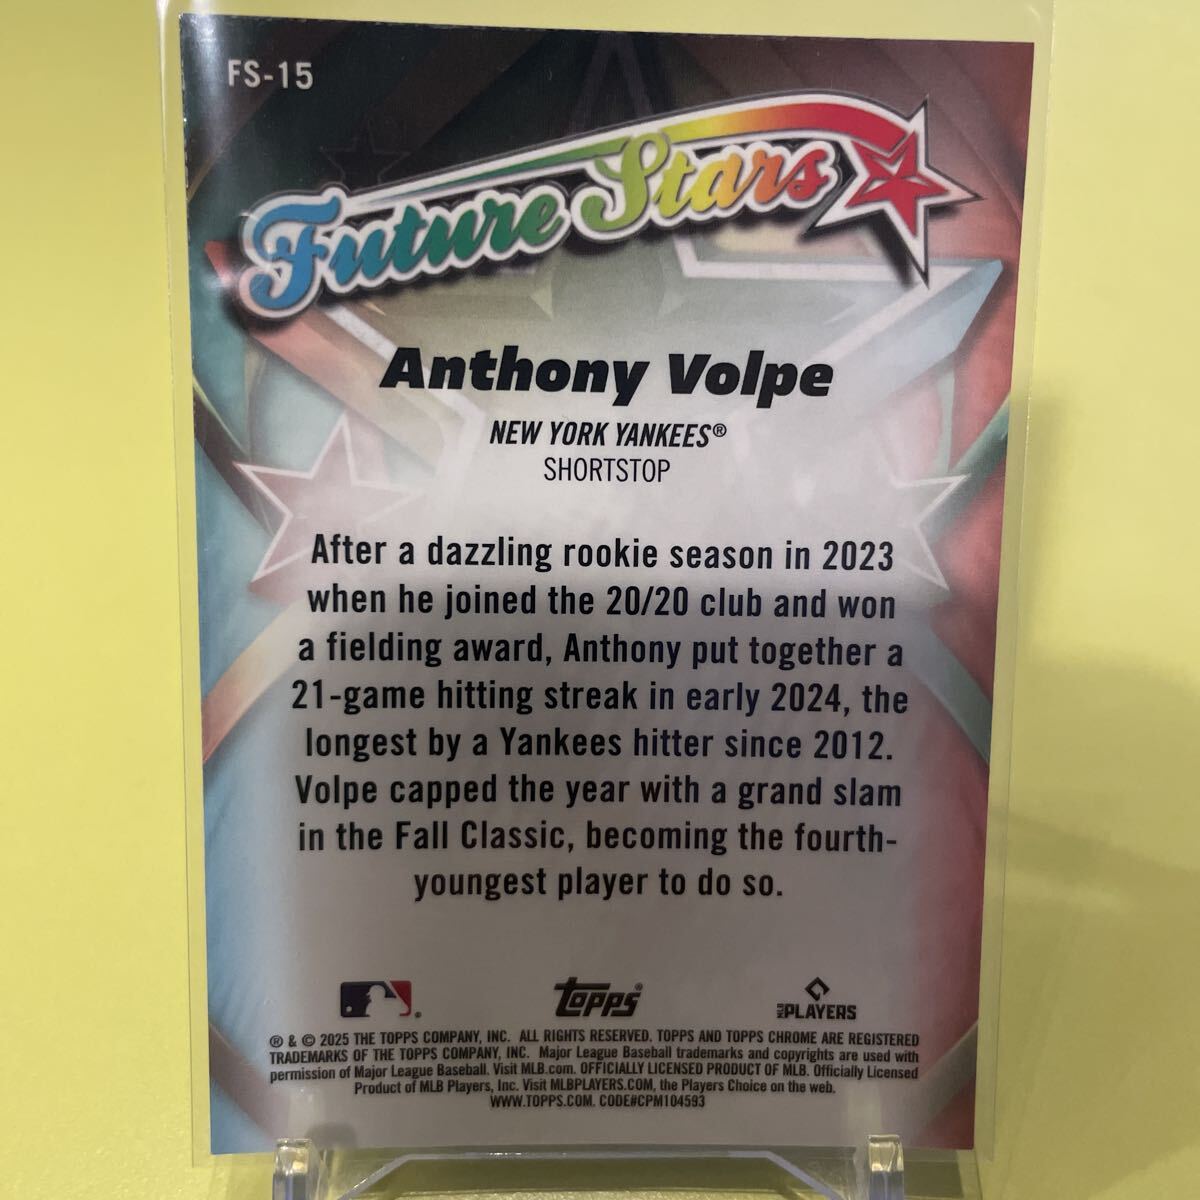 FS-15
Future Stars
Anthony Volpe
NEW YORK YANKEES®
SHORTSTOP
After a dazzling rookie season in 2023
when he joined the 20/20 club and won
a fielding award, Anthony put together a
21-game hitting streak in early 2024, the
longest by a Yankees hitter since 2012.
Volpe capped the year with a grand slam
in the Fall Classic, becoming the fourth-
youngest player to do so.
Topps®
MLB PLAYERS
® & © 2025 THE TOPPS COMPANY, INC. ALL RIGHTS RESERVED. TOPPS AND TOPPS CHROME ARE REGISTERED
TRADEMARKS OF THE TOPPS COMPANY, INC. Major League Baseball trademarks and copyrights are used with
permission of Major League Baseball. Visit MLB.com. OFFICIALLY LICENSED PRODUCT OF MLB. Officially Licensed
Product of MLB Players, Inc. Visit MLBPLAYERS.COM, the Players Choice on the web.
WWW.TOPPS.COM. CODE#CPM104593